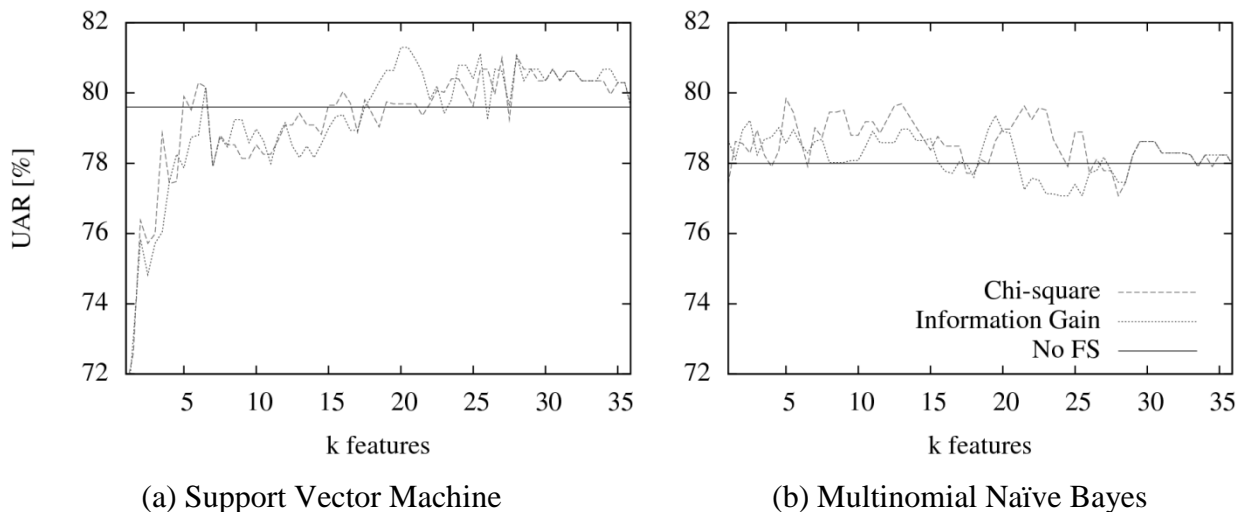 82
80
78
76
74
72
UAR [%]
5 10 15 20 25 30 35
k features
(a) Support Vector Machine
82
80
78
76
74
72
Chi-square
Information Gain
No FS
5 10 15 20 25 30 35
k features
(b) Multinomial Naïve Bayes